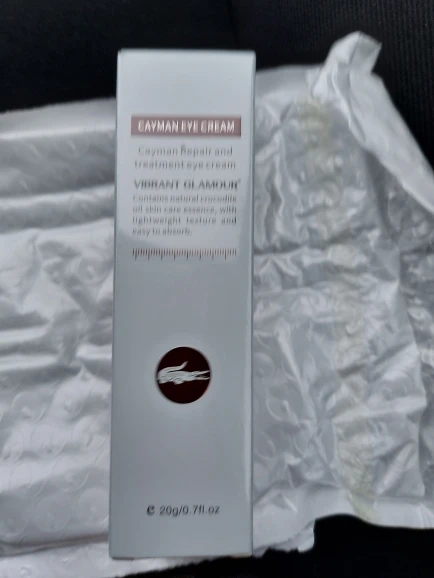 CAYMAN EYE CREAM
Cayman Repair and
treatment eye cream
VIBRANT GLAMOUR
Contains natural crocodile
oil skin care essence, with
lightweight texture and
easy to absorb.
e 20g/0.7fl.oz